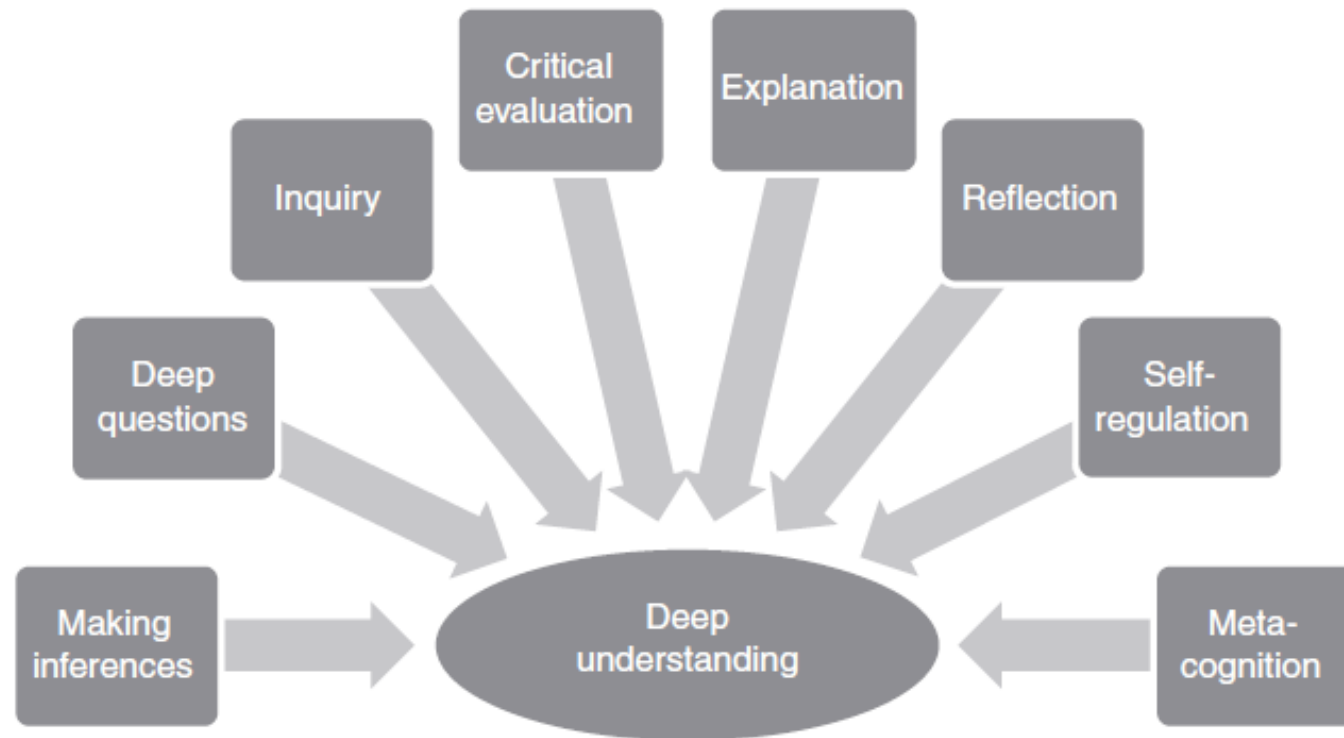 Critical
evaluation
Explanation
Inquiry
Reflection
Deep
questions
Self-
regulation
Making
inferences
Deep
understanding
Meta-
cognition